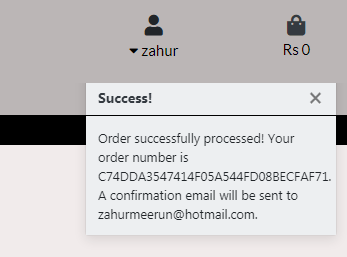 zahur
Rs 0
Success!
Order successfully processed! Your
order number is
C74DDA3547414F05A544FD08BECFAF71.
A confirmation email will be sent to
zahurmeerun@hotmail.com.